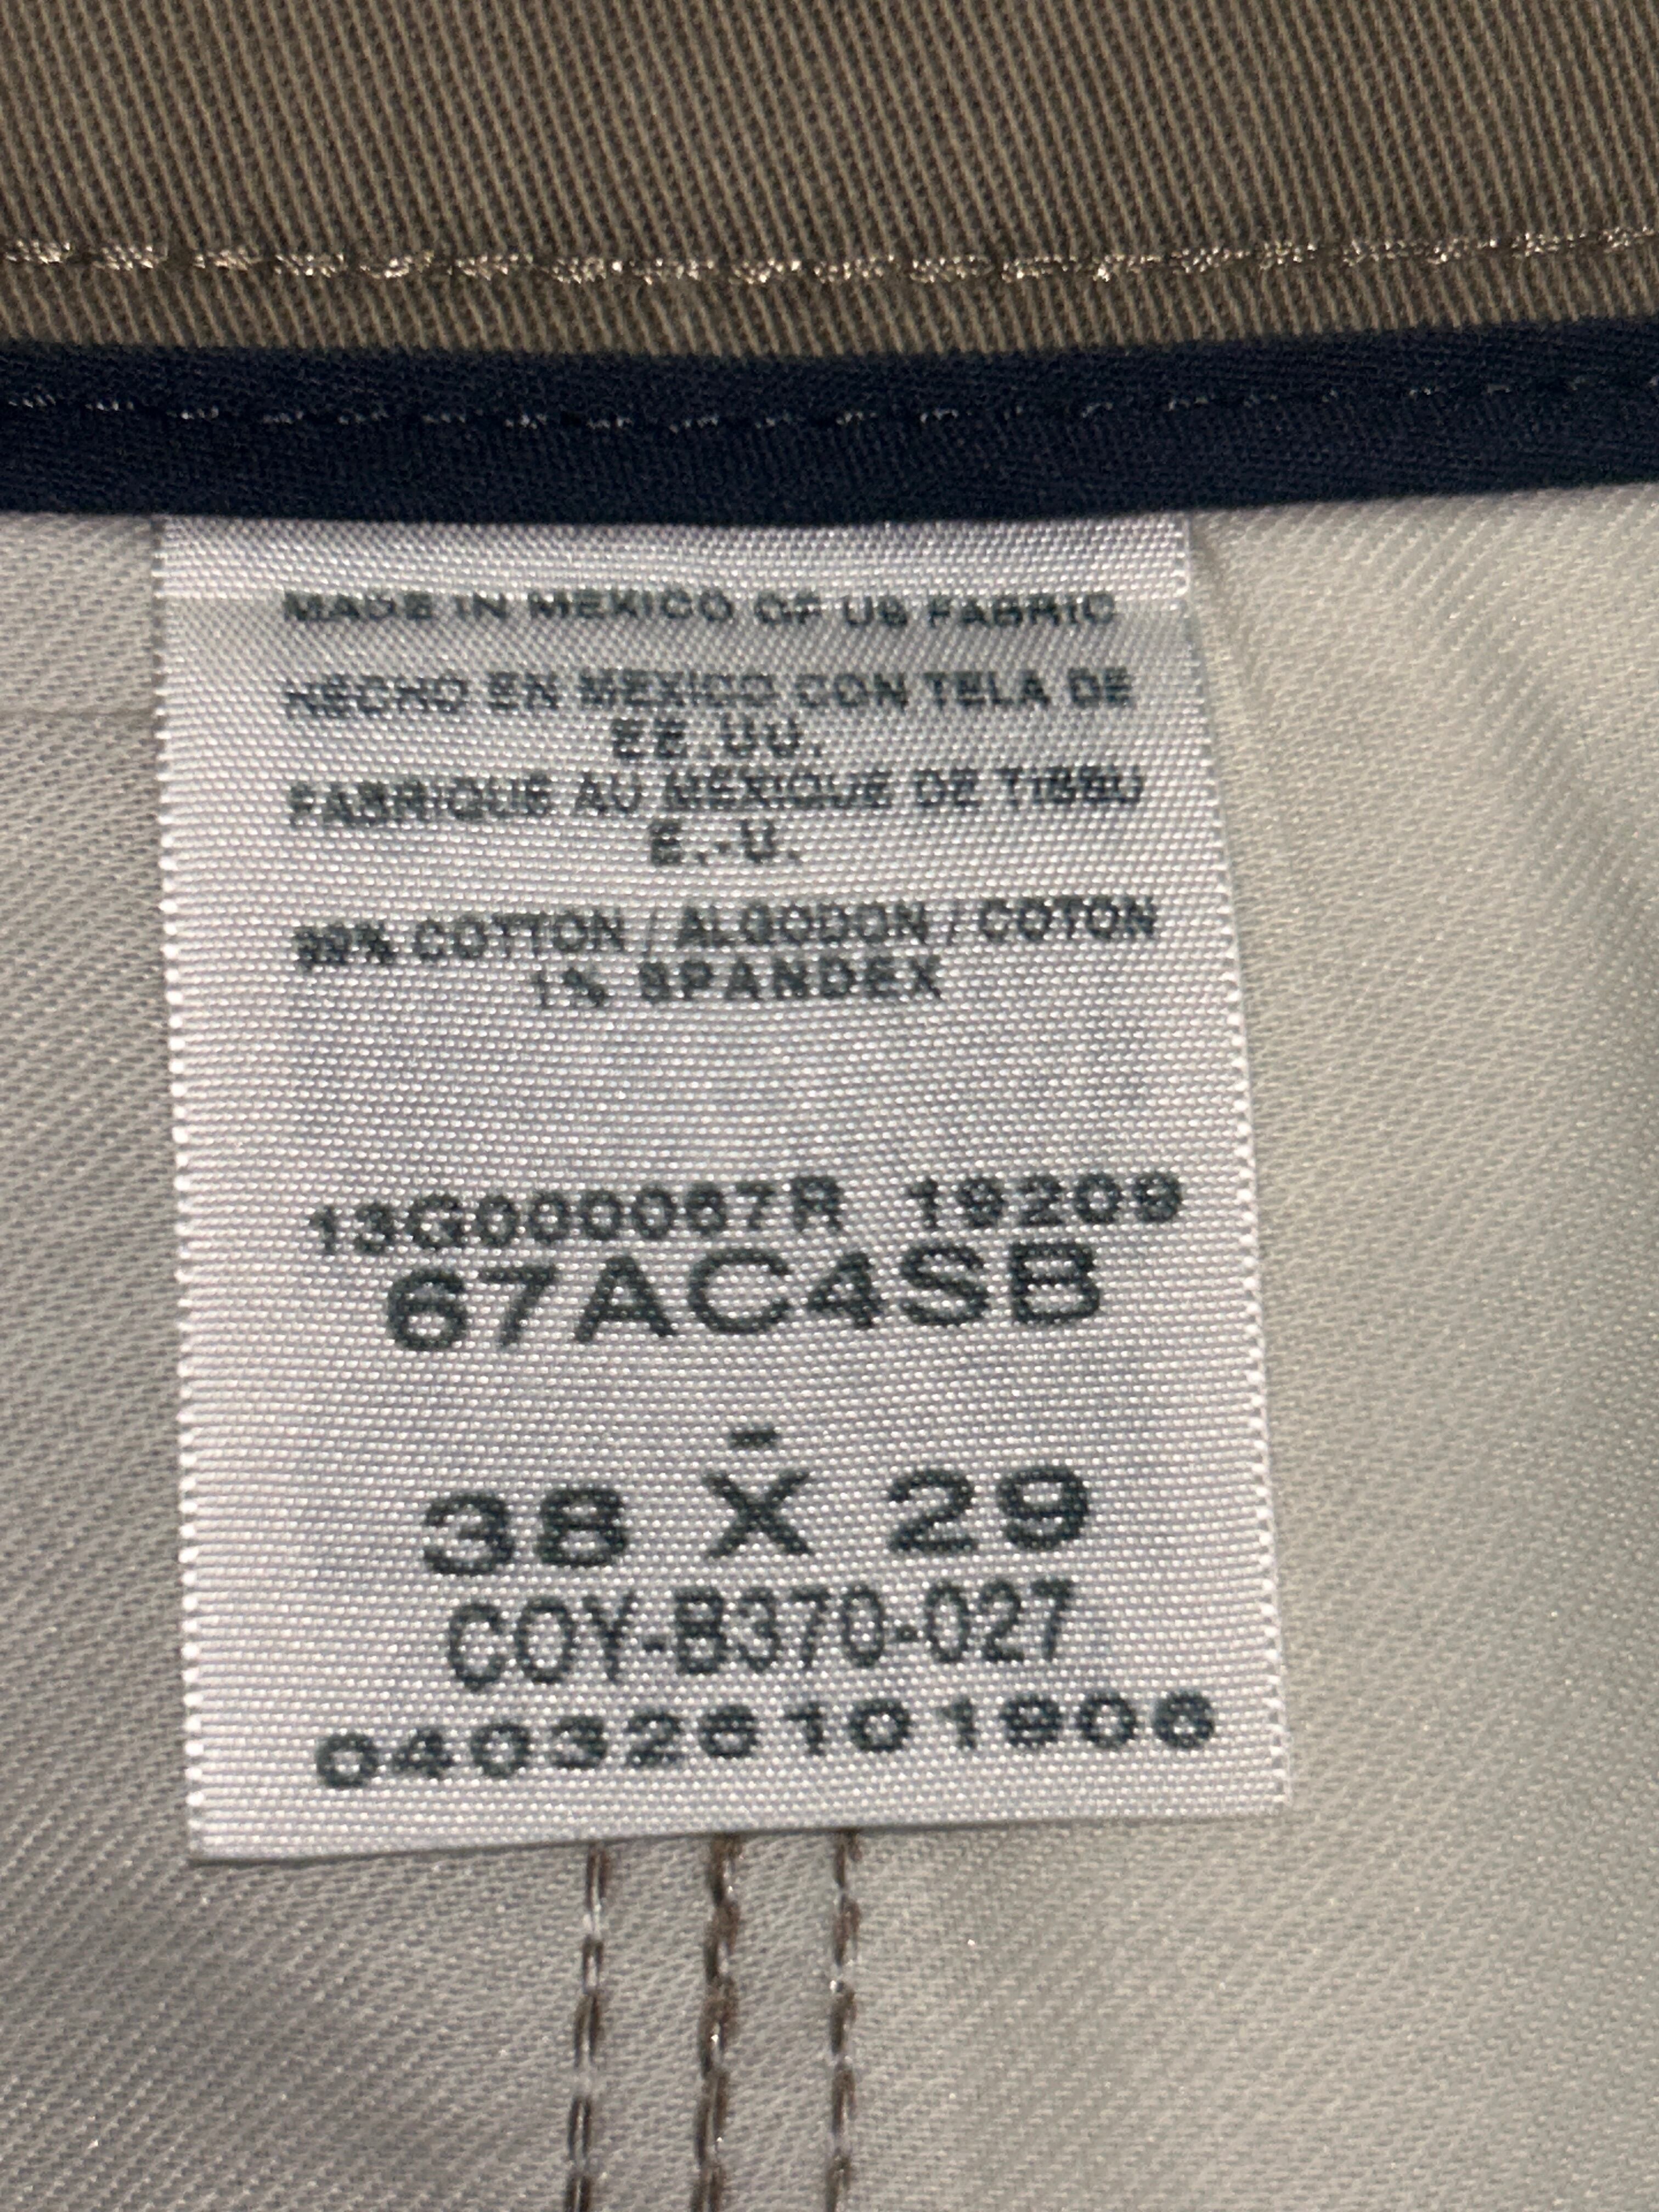 MADE IN MEXICO OF US FABRIC
HECHO EN MEXICO CON TELA DE
EE.UU.
FABRIQUE AU MEXIQUE DE TISSU
E.-U.
99% COTTON / ALGODON / COTON
1% SPANDEX
13G000067R 19209
67AC4SB
-
38 X 29
COY-B370-027
040326101906